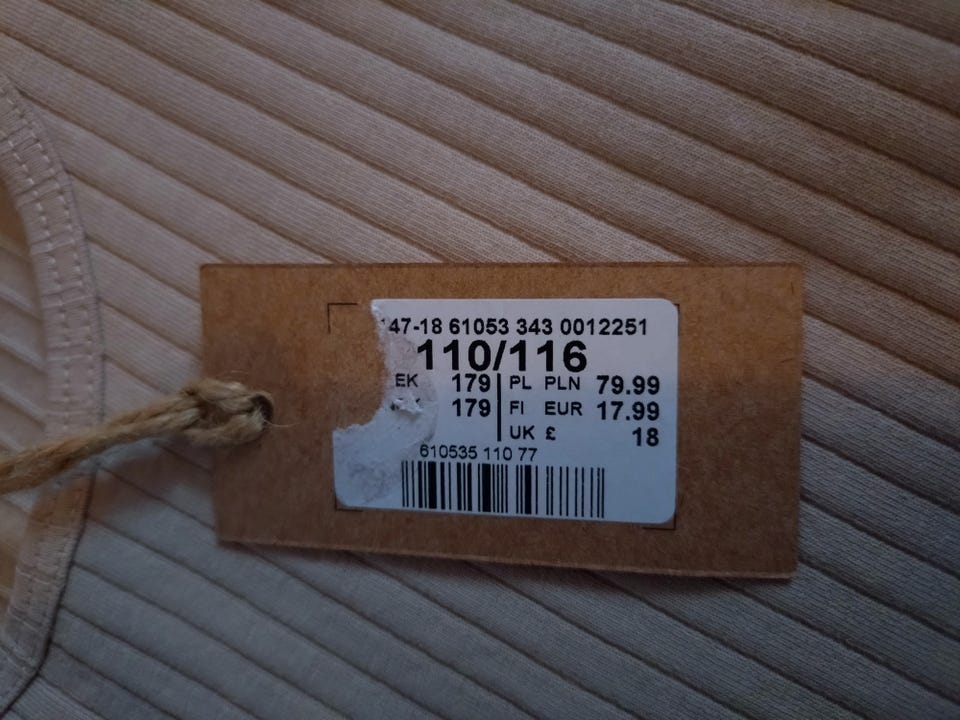 47-18 61053 343 0012251
110/116
EK 179 PL PLN 79.99
179 FI EUR 17.99
UK £ 18
610535 110 77